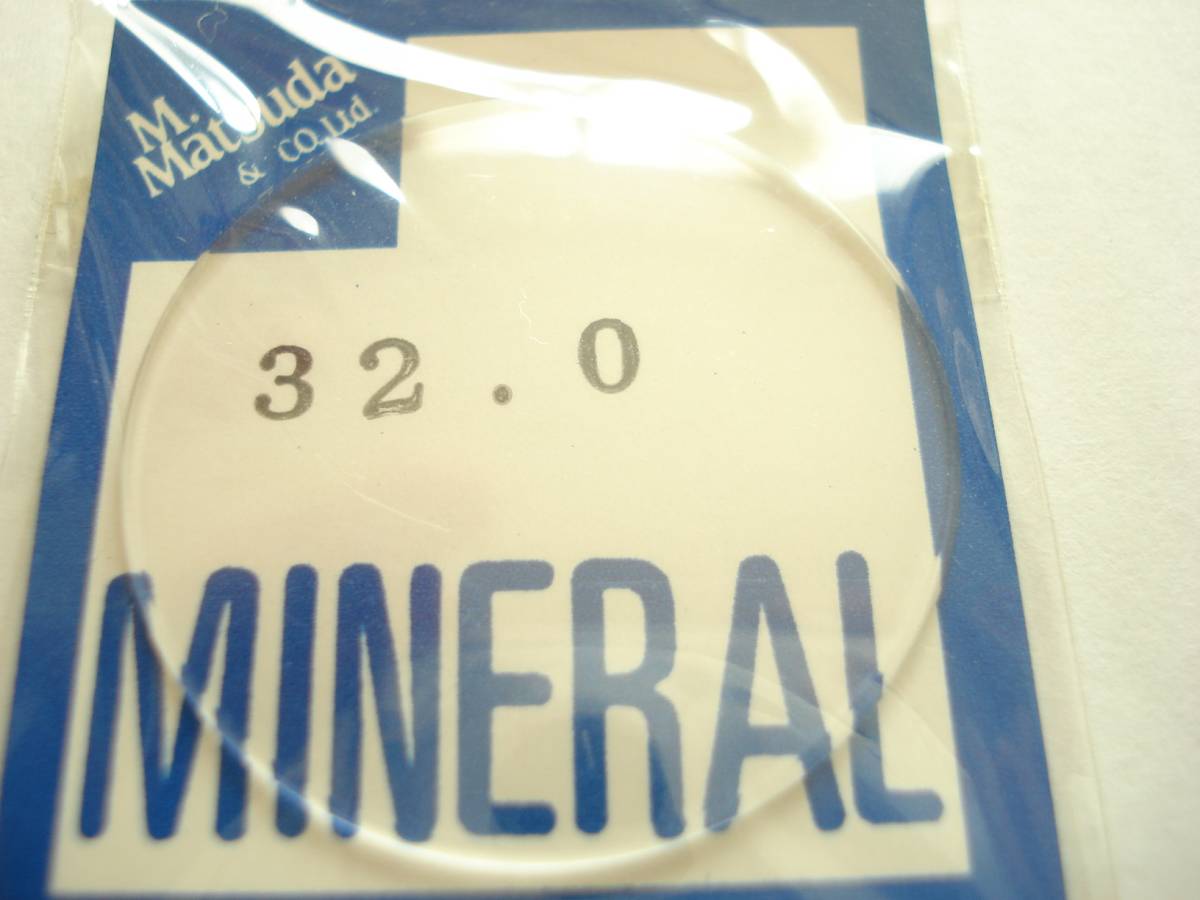 M.
Matsuda
& CO.,Ltd.
32.0
MINERAL